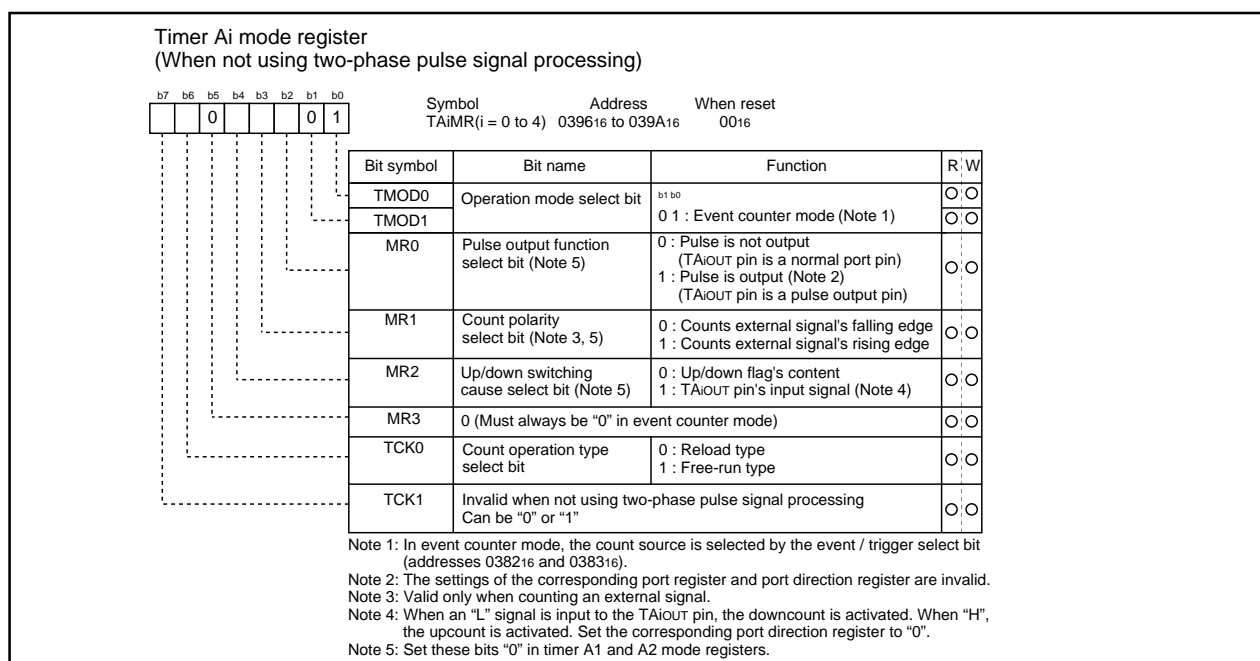 Timer Ai mode register
(When not using two-phase pulse signal processing)
b7 b6 b5 b4 b3 b2 b1 b0
0 0 1
Symbol Address When reset
TAiMR(i = 0 to 4) 039616 to 039A16 0016
Bit symbol Bit name Function R W
TMOD0 Operation mode select bit b1 b0
TMOD1 0 1 : Event counter mode (Note 1)
MR0 Pulse output function 0 : Pulse is not output
select bit (Note 5) (TAiOUT pin is a normal port pin)
1 : Pulse is output (Note 2)
(TAiOUT pin is a pulse output pin)
MR1 Count polarity 0 : Counts external signal's falling edge
select bit (Note 3, 5) 1 : Counts external signal's rising edge
MR2 Up/down switching 0 : Up/down flag's content
cause select bit (Note 5) 1 : TAiOUT pin's input signal (Note 4)
MR3 0 (Must always be “0” in event counter mode)
TCK0 Count operation type 0 : Reload type
select bit 1 : Free-run type
TCK1 Invalid when not using two-phase pulse signal processing
Can be “0” or “1”
Note 1: In event counter mode, the count source is selected by the event / trigger select bit
(addresses 038216 and 038316).
Note 2: The settings of the corresponding port register and port direction register are invalid.
Note 3: Valid only when counting an external signal.
Note 4: When an “L” signal is input to the TAiOUT pin, the downcount is activated. When “H”,
the upcount is activated. Set the corresponding port direction register to “0”.
Note 5: Set these bits “0” in timer A1 and A2 mode registers.